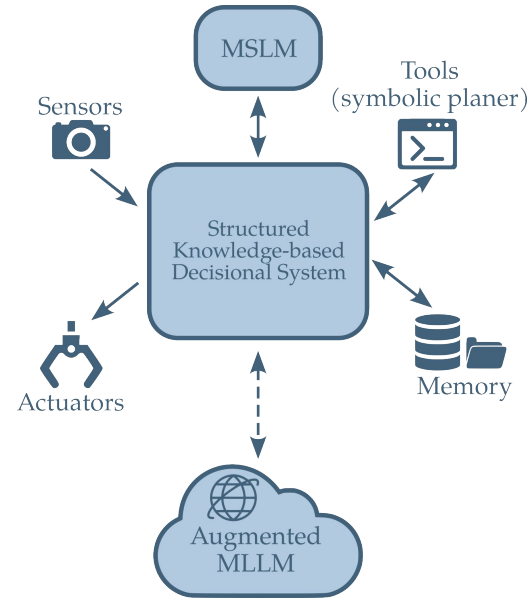 MSLM
Tools
(symbolic planer)
Sensors
Structured
Knowledge-based
Decisional System
Actuators
Memory
Augmented
MLLM